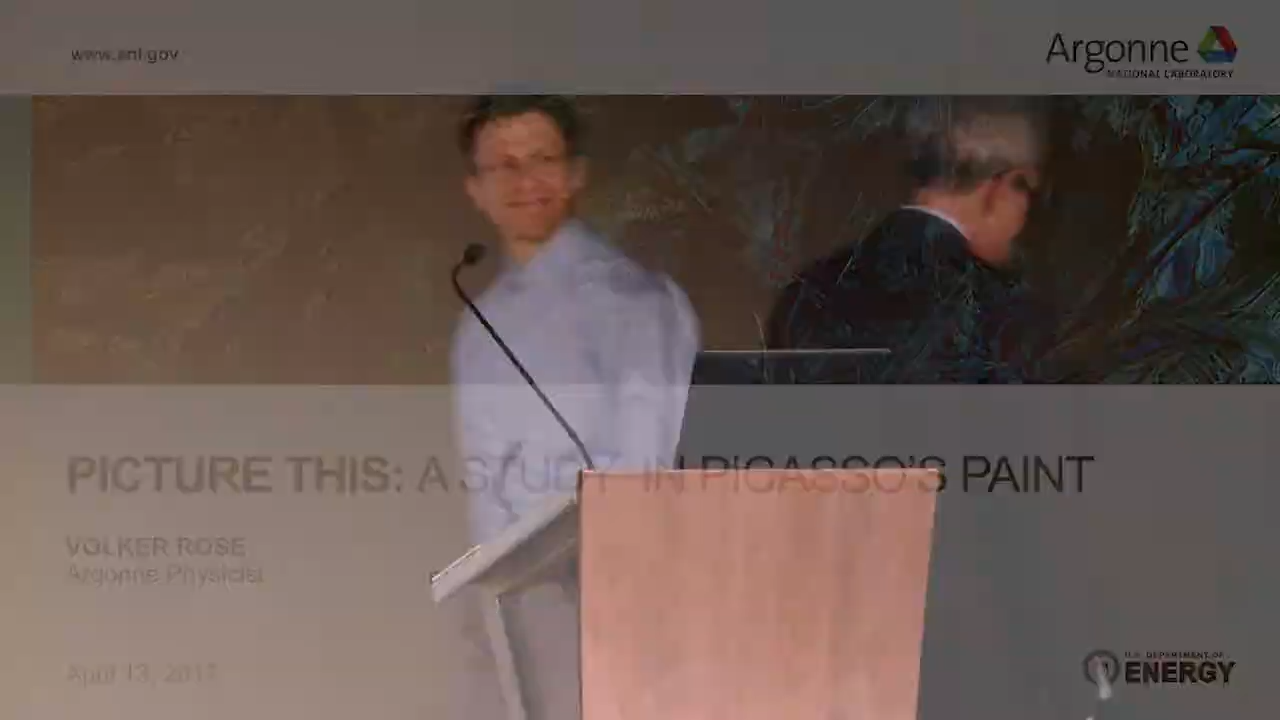 www.anl.gov
Argonne
NATIONAL LABORATORY
PICTURE THIS: A STUDY IN PICASSO'S PAINT
VOLKER ROSE
Argonne Physicist
April 13, 2017
U.S. DEPARTMENT OF
ENERGY